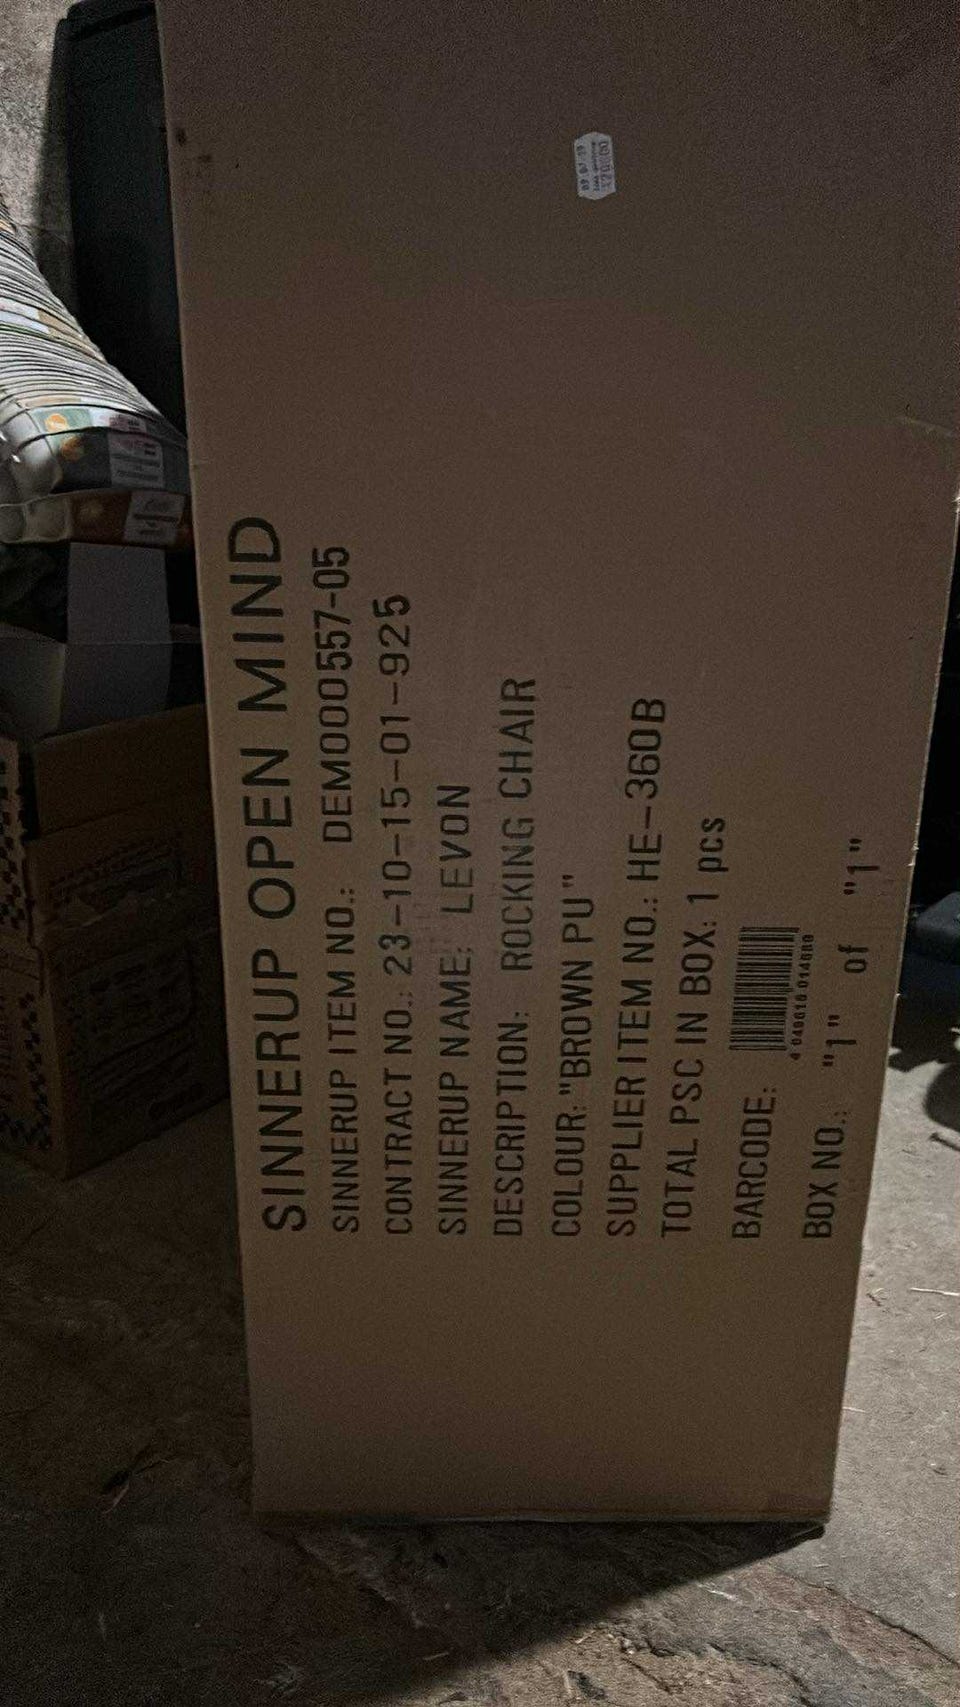 SINNERUP OPEN MIND
SINNERUP ITEM NO.: DEM000557-05
CONTRACT NO.: 23-10-15-01-925
SINNERUP NAME: LEVON
DESCRIPTION: ROCKING CHAIR
COLOUR: "BROWN PU"
SUPPLIER ITEM NO.: HE-360B
TOTAL PSC IN BOX: 1 pcs
BARCODE:
BOX NO.: "1" of "1"